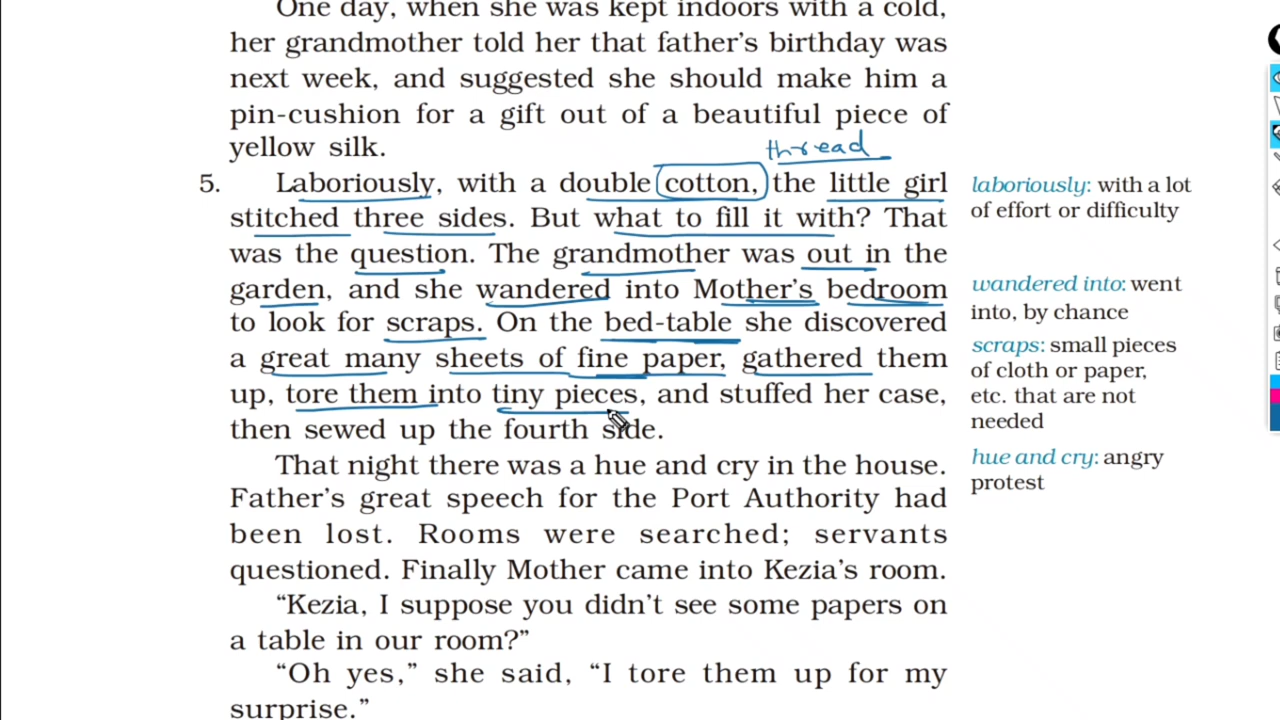 One day, when she was kept indoors with a cold,
her grandmother told her that father's birthday was
next week, and suggested she should make him a
pin-cushion for a gift out of a beautiful piece of
yellow silk.
thread
5. Laboriously, with a double cotton, the little girl
stitched three sides. But what to fill it with? That
was the question. The grandmother was out in the
garden, and she wandered into Mother's bedroom
to look for scraps. On the bed-table she discovered
a great many sheets of fine paper, gathered them
up, tore them into tiny pieces, and stuffed her case,
then sewed up the fourth side.
That night there was a hue and cry in the house.
Father's great speech for the Port Authority had
been lost. Rooms were searched; servants
questioned. Finally Mother came into Kezia's room.
“Kezia, I suppose you didn't see some papers on
a table in our room?”
“Oh yes,” she said, “I tore them up for my
surprise.”
laboriously: with a lot
of effort or difficulty
wandered into: went
into, by chance
scraps: small pieces
of cloth or paper,
etc. that are not
needed
hue and cry: angry
protest